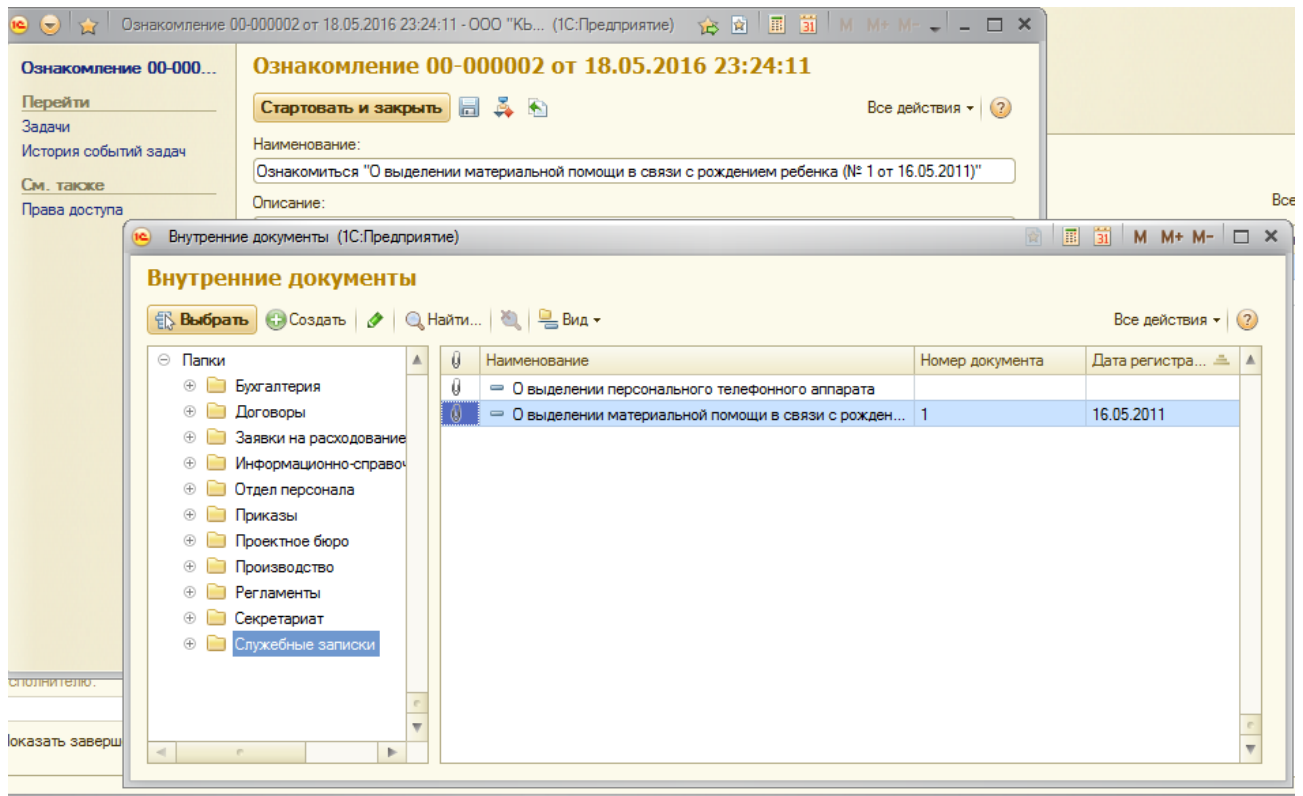 Ознакомление 00-000002 от 18.05.2016 23:24:11 - ООО "КЬ... (1С:Предприятие) 31 M M+ M-
Ознакомление 00-000...
Ознакомление 00-000002 от 18.05.2016 23:24:11
Перейти
Стартовать и закрыть
Все действия
Задачи
История событий задач
Наименование:
Ознакомиться "О выделении материальной помощи в связи с рождением ребенка (№ 1 от 16.05.2011)"
См. также
Права доступа
Описание:
Все
Внутренние документы (1С:Предприятие) 31 M M+ M-
Внутренние документы
Выбрать Создать Найти... Вид Все действия
Папки
Бухгалтерия
Договоры
Заявки на расходование
Информационно-справоч
Отдел персонала
Приказы
Проектное бюро
Производство
Регламенты
Секретариат
Служебные записки
Наименование Номер документа Дата регистра...
О выделении персонального телефонного аппарата
О выделении материальной помощи в связи с рожден... 1 16.05.2011
сполнителю:
оказать заверш